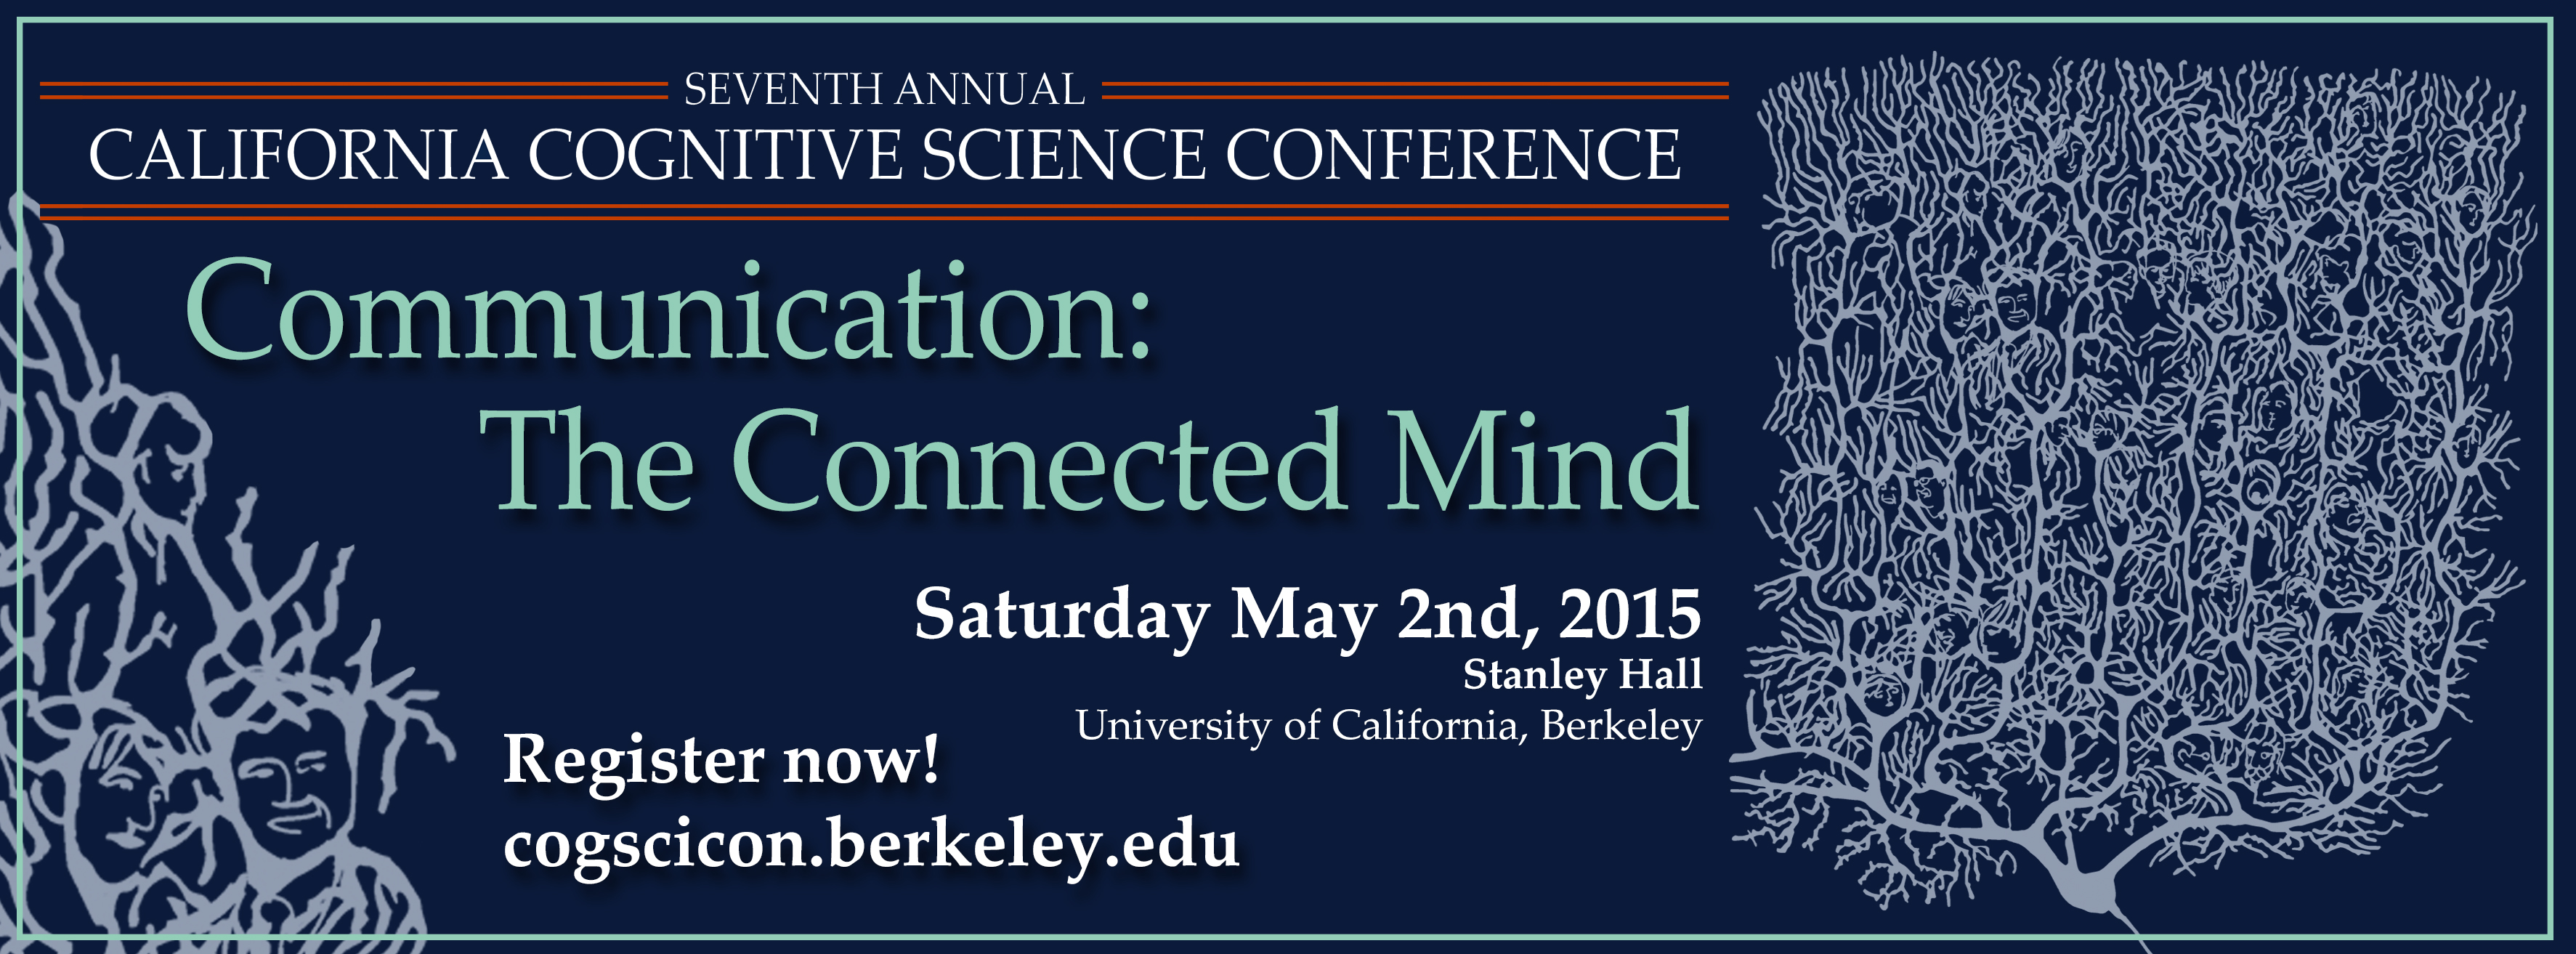 SEVENTH ANNUAL
CALIFORNIA COGNITIVE SCIENCE CONFERENCE
Communication:
The Connected Mind
Saturday May 2nd, 2015
Stanley Hall
University of California, Berkeley
Register now!
cogscicon.berkeley.edu